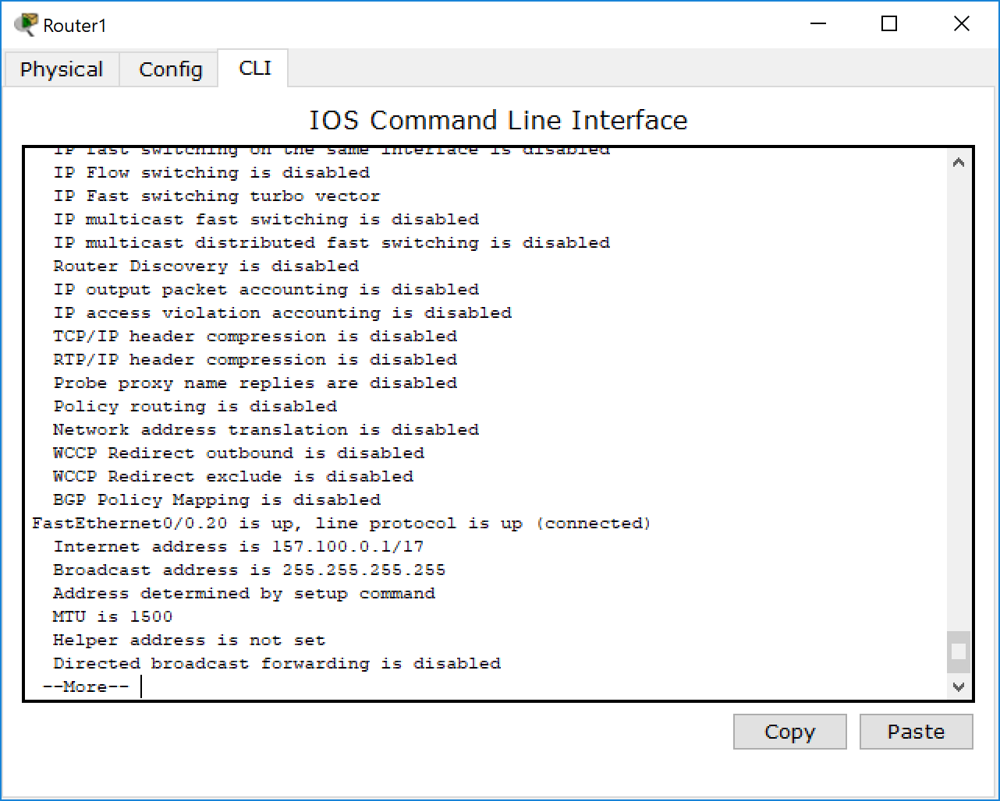 Router1
Physical Config CLI
IOS Command Line Interface
IP fast switching on the same interface is disabled
IP Flow switching is disabled
IP Fast switching turbo vector
IP multicast fast switching is disabled
IP multicast distributed fast switching is disabled
Router Discovery is disabled
IP output packet accounting is disabled
IP access violation accounting is disabled
TCP/IP header compression is disabled
RTP/IP header compression is disabled
Probe proxy name replies are disabled
Policy routing is disabled
Network address translation is disabled
WCCP Redirect outbound is disabled
WCCP Redirect exclude is disabled
BGP Policy Mapping is disabled
FastEthernet0/0.20 is up, line protocol is up (connected)
Internet address is 157.100.0.1/17
Broadcast address is 255.255.255.255
Address determined by setup command
MTU is 1500
Helper address is not set
Directed broadcast forwarding is disabled
--More--
Copy Paste